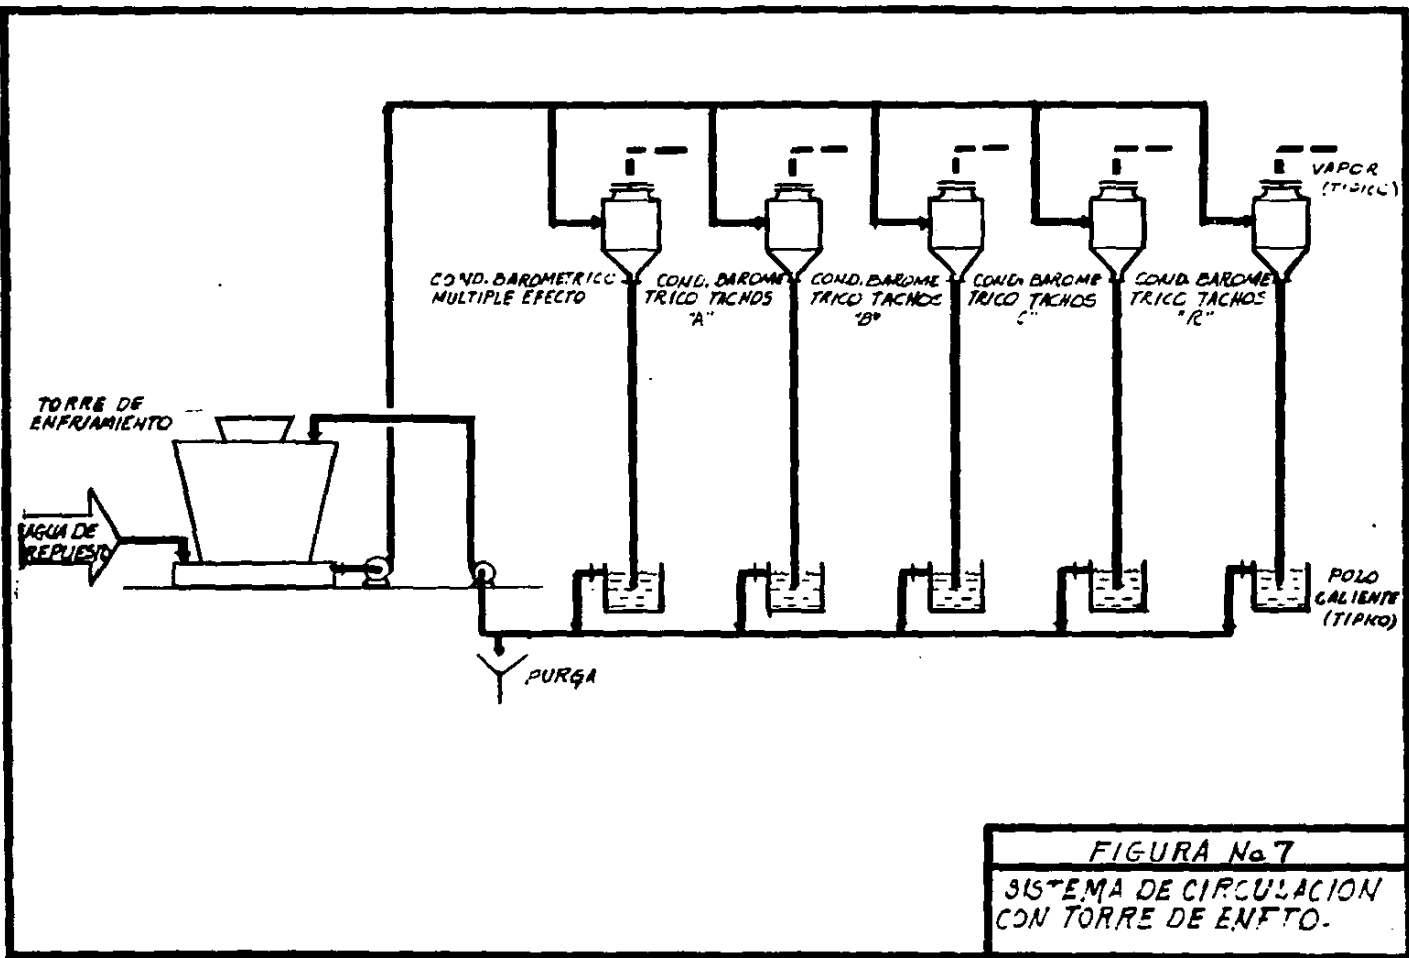 VAPOR
(TIPICO)
COND. BAROMETRICO
MULTIPLE EFECTO
COND. BAROME
TRICO TACHOS
"A"
COND. BAROME
TRICO TACHOS
"B"
COND. BAROME
TRICO TACHOS
C"
COND. BAROME
TRICO TACHOS
"R"
TORRE DE
ENFRIAMIENTO
AGUA DE
REPUESTO
POZO
CALIENTE
(TIPICO)
PURGA
FIGURA No 7
SISTEMA DE CIRCULACION
CON TORRE DE ENFTO.